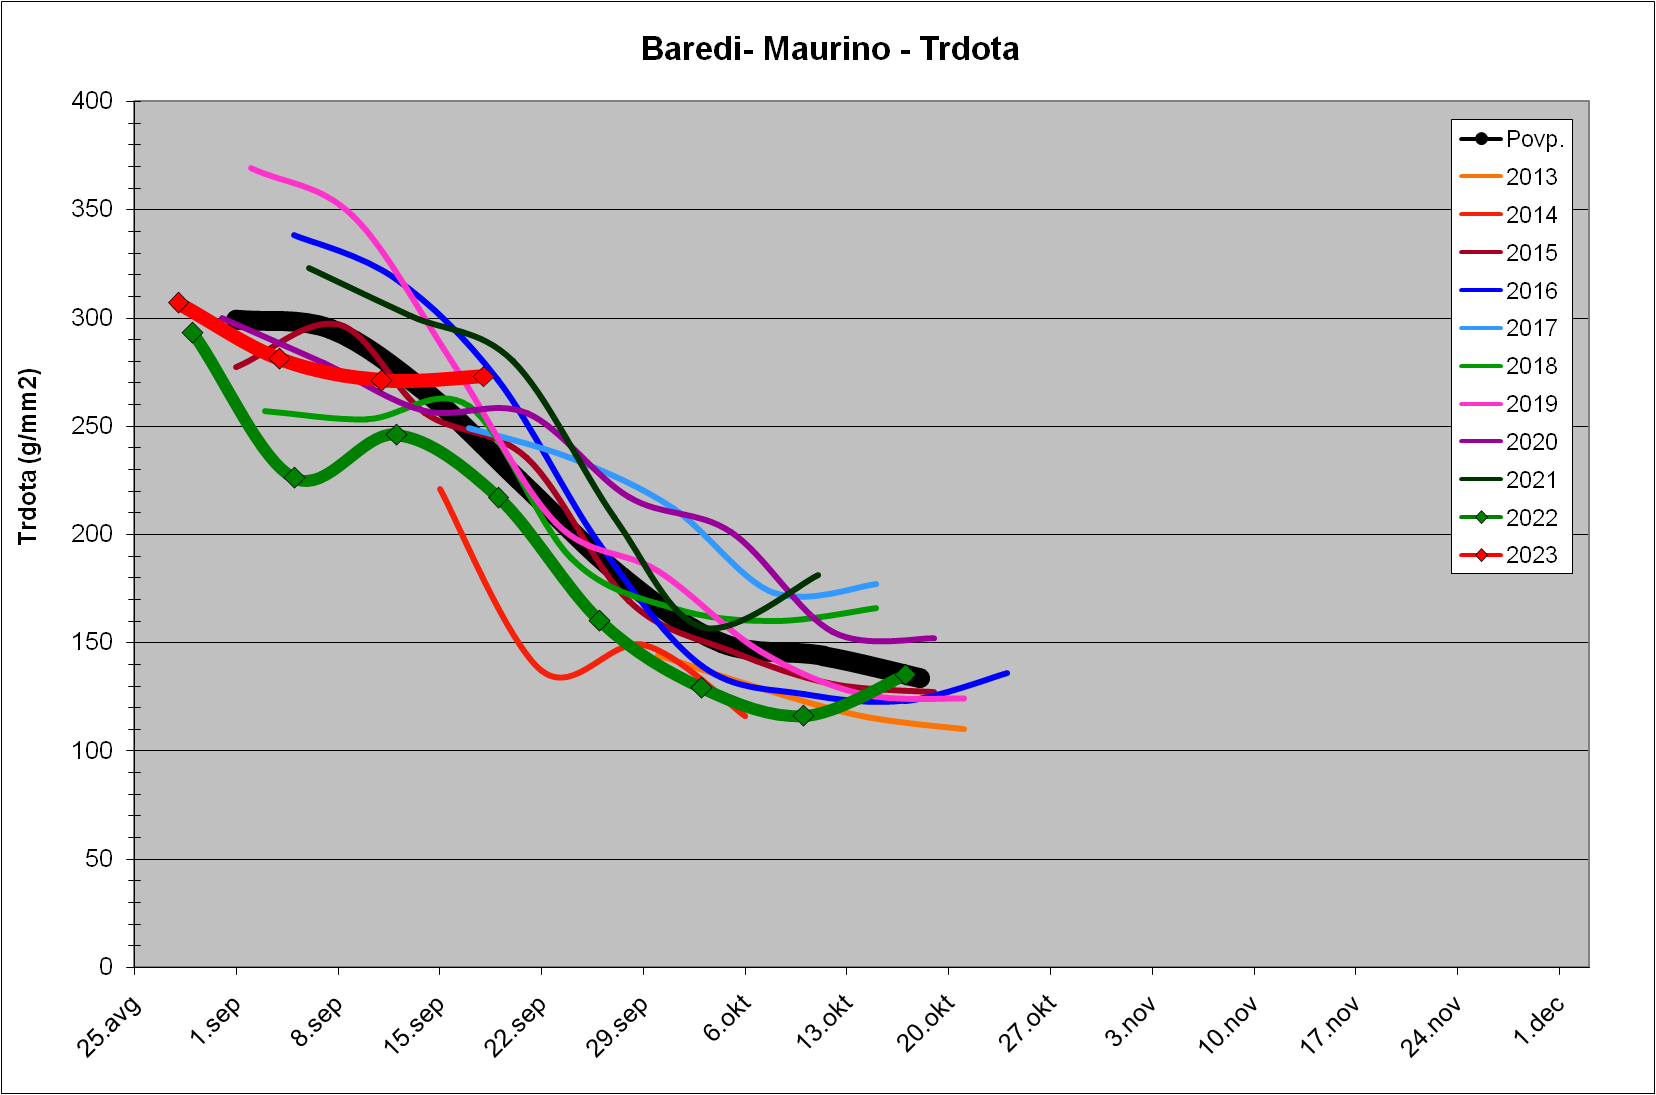 Baredi- Maurino - Trdota
Trdota (g/mm2)
400
350
300
250
200
150
100
50
0
25.avg
1.sep
8.sep
15.sep
22.sep
29.sep
6.okt
13.okt
20.okt
27.okt
3.nov
10.nov
17.nov
24.nov
1.dec
Povp.
2013
2014
2015
2016
2017
2018
2019
2020
2021
2022
2023